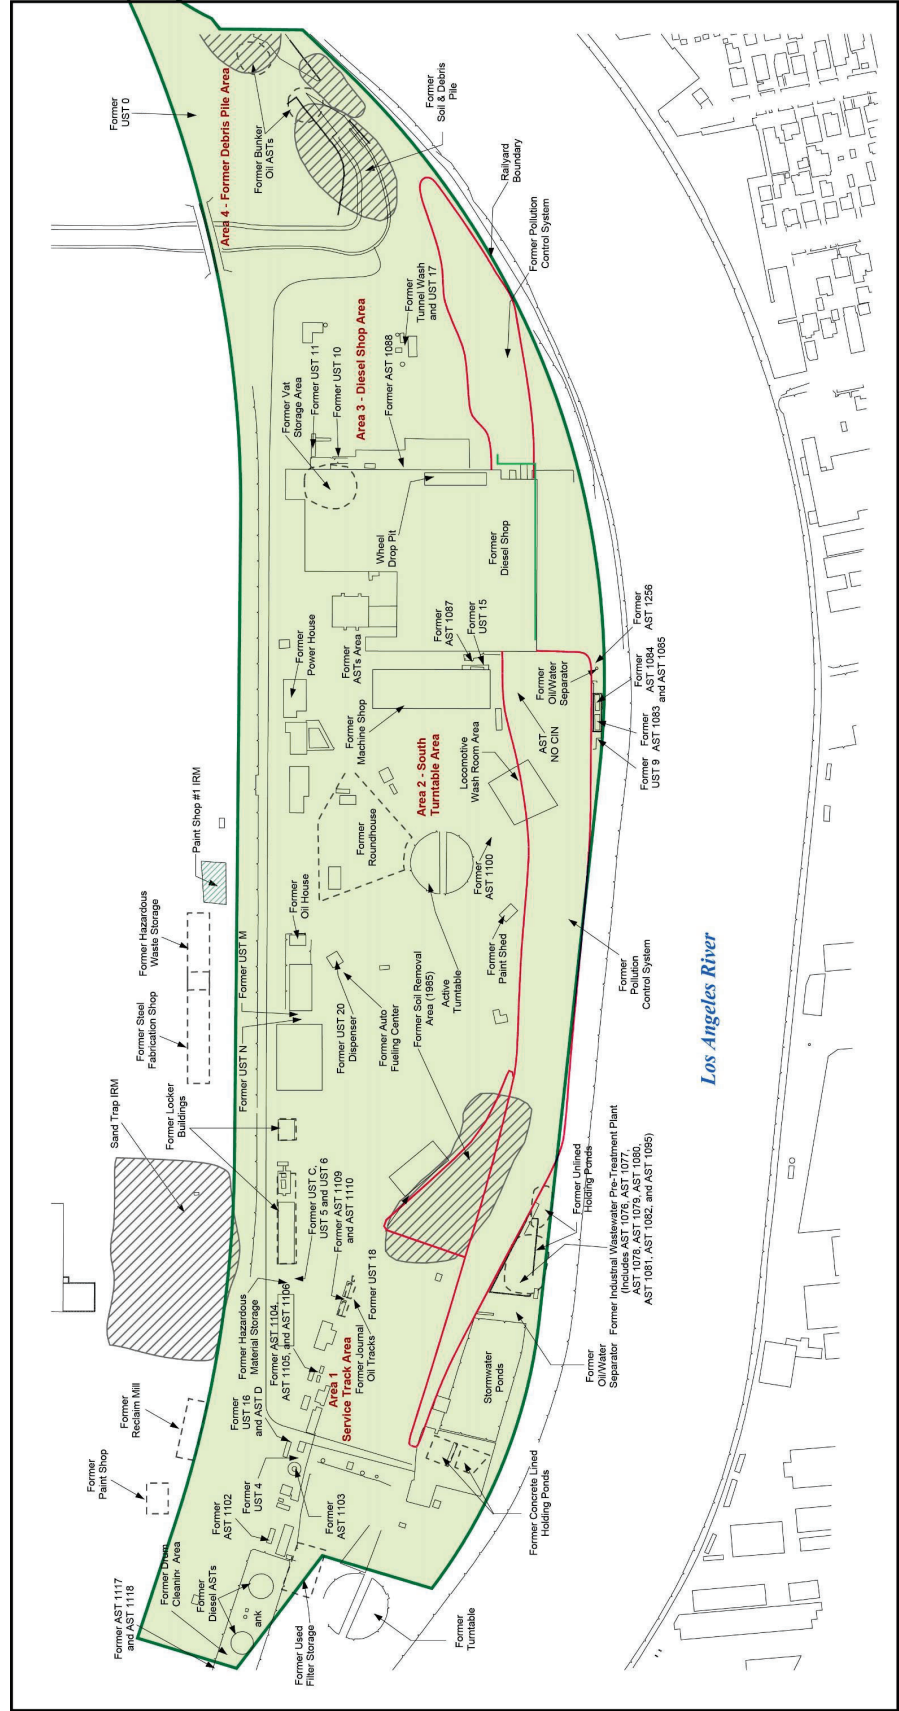 Former
UST 0
Area 4 - Former Debris Pile Area
Former Bunker
Oil ASTs
Former
Soil & Debris
Pile
Railyard
Boundary
Former Pollution
Control System
Former
Tunnel Wash
and UST 17
Area 3 - Diesel Shop Area
Former AST 1088
Former UST 10
Former UST 11
Former Vat
Storage Area
Wheel
Drop Pit
Former
Diesel Shop
Former
Power House
Former
ASTs Area
Former
AST 1087
Former
UST 15
Former
Machine Shop
Former
Oil/Water
Separator
Former
AST 1256
Former
AST 1084
and AST 1085
Former
AST 1083
Former
UST 9
AST
NO CIN
Locomotive
Wash Room Area
Area 2 - South
Turntable Area
Paint Shop #1 IRM
Former
Roundhouse
Former
AST 1100
Former
Oil House
Former Hazardous
Waste Storage
Former Steel
Fabrication Shop
Former UST M
Former UST N
Former UST 20
Dispenser
Former Auto
Fueling Center
Former Soil Removal
Area (1985)
Active
Turntable
Former
Paint Shed
Former
Pollution
Control System
Los Angeles River
Sand Trap IRM
Former Locker
Buildings
Former UST C,
UST 5 and UST 6
Former AST 1109
and AST 1110
Former UST 18
Former Unlined
Holding Ponds
Former Industrial Wastewater Pre-Treatment Plant
(Includes AST 1076, AST 1077,
AST 1078, AST 1079, AST 1080,
AST 1081, AST 1082, and AST 1095)
Former Hazardous
Material Storage
Former AST 1104,
AST 1105, and AST 1106
Former Journal
Oil Tracks
Area 1
Service Track Area
Former
Oil/Water
Separator
Stormwater
Ponds
Former
Reclaim Mill
Former
Paint Shop
Former
UST 16
and AST D
Former
UST 4
Former
AST 1102
Former
AST 1103
Former Concrete Lined
Holding Ponds
Former AST 1117
and AST 1118
Former Drum
Cleaning Area
Former
Diesel ASTs
ank
Former Used
Filter Storage
Former
Turntable